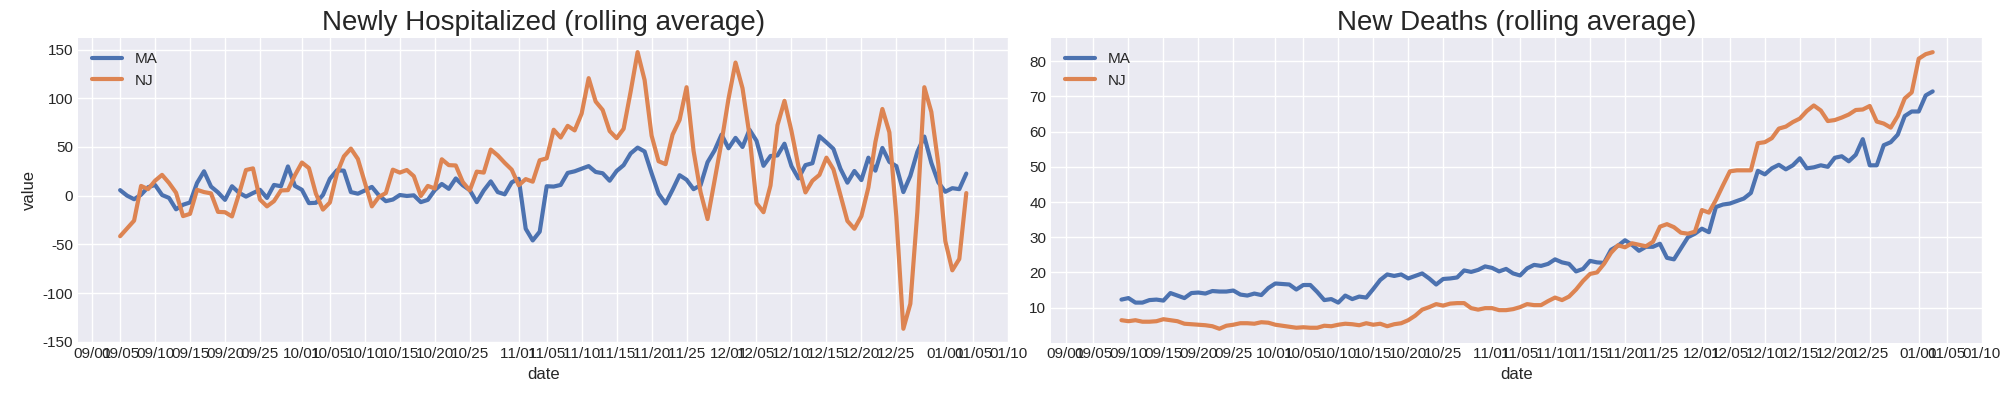 Newly Hospitalized (rolling average)
MA
NJ
value
150
100
50
0
-50
-100
-150
09/01 09/05 09/10 09/15 09/20 09/25 10/01 10/05 10/10 10/15 10/20 10/25 11/01 11/05 11/10 11/15 11/20 11/25 12/01 12/05 12/10 12/15 12/20 12/25 01/01 01/05 01/10
date
New Deaths (rolling average)
MA
NJ
80
70
60
50
40
30
20
10
09/01 09/05 09/10 09/15 09/20 09/25 10/01 10/05 10/10 10/15 10/20 10/25 11/01 11/05 11/10 11/15 11/20 11/25 12/01 12/05 12/10 12/15 12/20 12/25 01/01 01/05 01/10
date